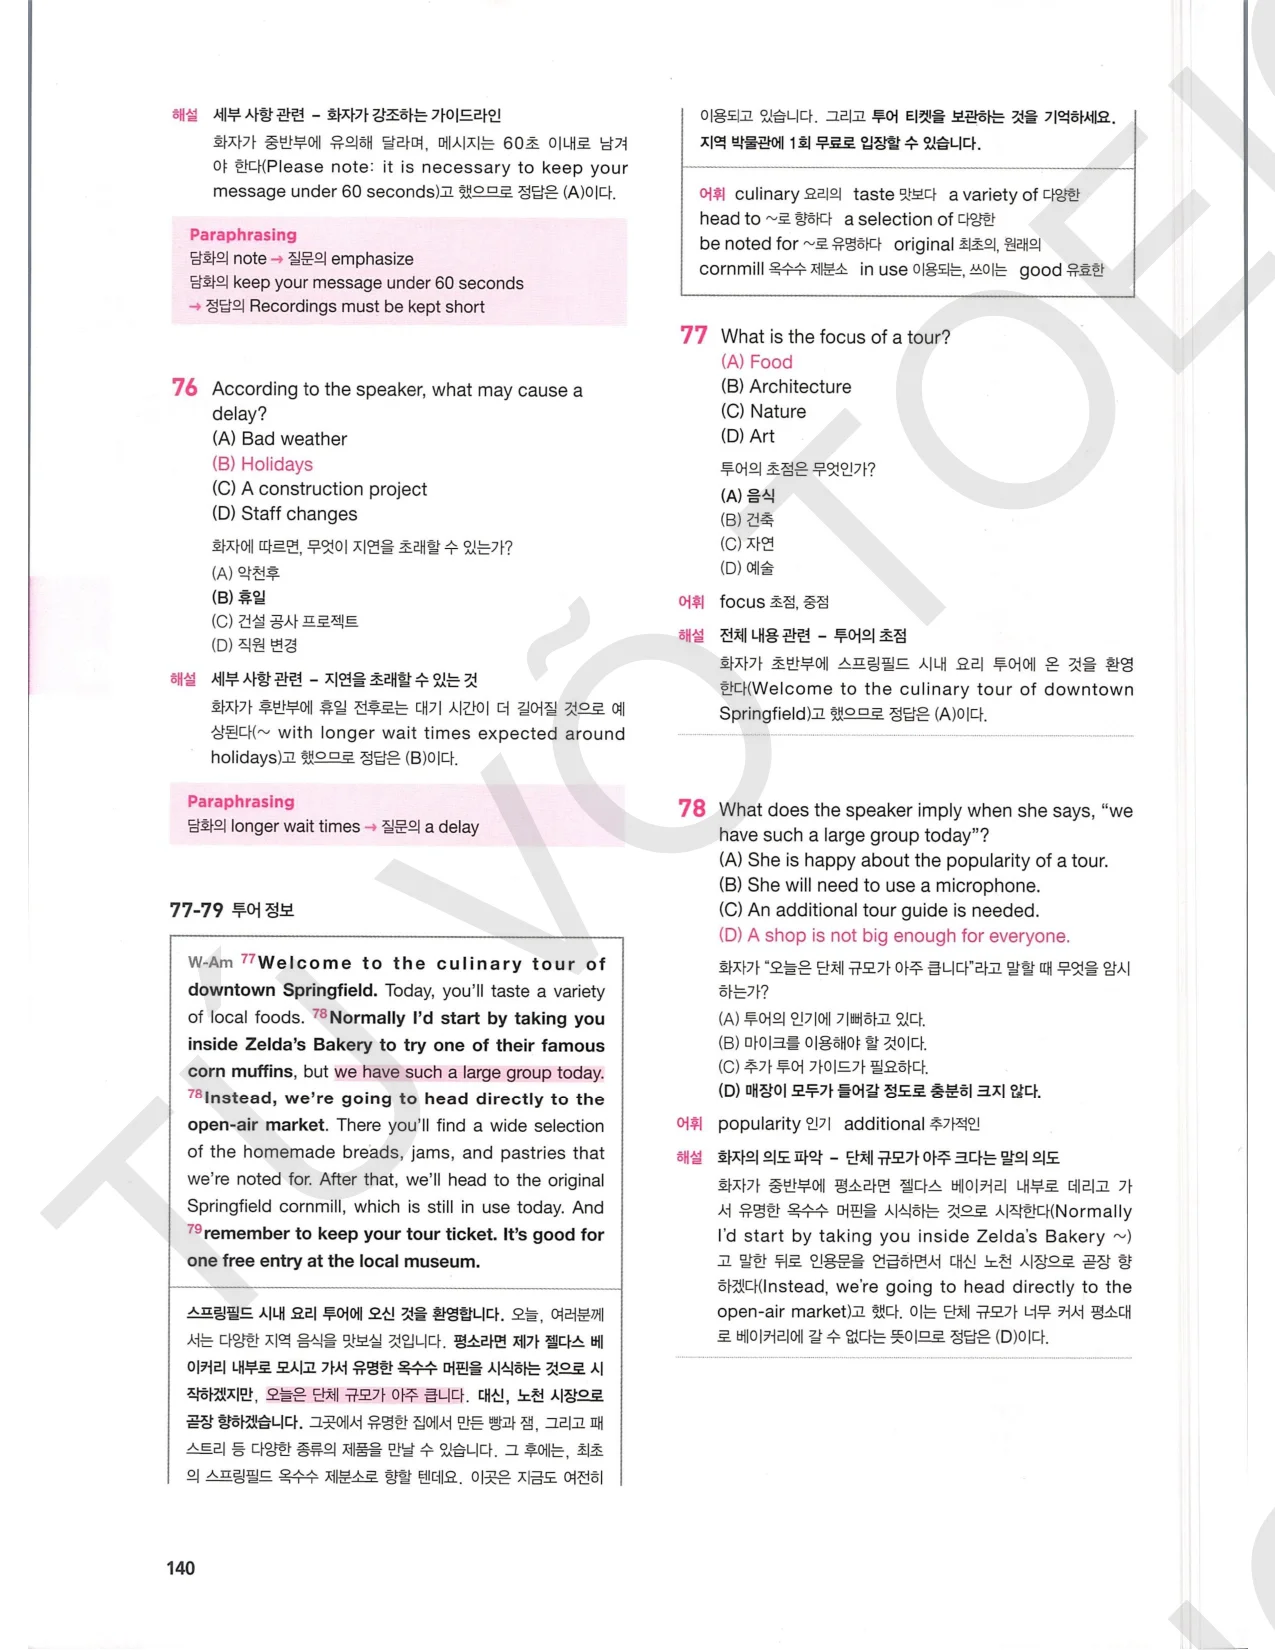 해설 세부 사항 관련 – 화자가 강조하는 가이드라인
화자가 중반부에 유의해 달라며, 메시지는 60초 이내로 남겨
야 한다(Please note: it is necessary to keep your
message under 60 seconds)고 했으므로 정답은 (A)이다.
Paraphrasing
담화의 note → 질문의 emphasize
담화의 keep your message under 60 seconds
→ 정답의 Recordings must be kept short
76 According to the speaker, what may cause a
delay?
(A) Bad weather
(B) Holidays
(C) A construction project
(D) Staff changes
화자에 따르면, 무엇이 지연을 초래할 수 있는가?
(A) 악천후
(B) 휴일
(C) 건설 공사 프로젝트
(D) 직원 변경
해설 세부 사항 관련 – 지연을 초래할 수 있는 것
화자가 후반부에 휴일 전후로는 대기 시간이 더 길어질 것으로 예
상된다(~ with longer wait times expected around
holidays)고 했으므로 정답은 (B)이다.
Paraphrasing
담화의 longer wait times → 질문의 a delay
77-79 투어 정보
W-Am 77Welcome to the culinary tour of
downtown Springfield. Today, you'll taste a variety
of local foods. 78Normally I'd start by taking you
inside Zelda's Bakery to try one of their famous
corn muffins, but we have such a large group today.
78Instead, we're going to head directly to the
open-air market. There you'll find a wide selection
of the homemade breads, jams, and pastries that
we're noted for. After that, we'll head to the original
Springfield cornmill, which is still in use today. And
79remember to keep your tour ticket. It's good for
one free entry at the local museum.
스프링필드 시내 요리 투어에 오신 것을 환영합니다. 오늘, 여러분께
서는 다양한 지역 음식을 맛보실 것입니다. 평소라면 제가 젤다스 베
이커리 내부로 모시고 가서 유명한 옥수수 머핀을 시식하는 것으로 시
작하겠지만, 오늘은 단체 규모가 아주 큽니다. 대신, 노천 시장으로
곧장 향하겠습니다. 그곳에서 유명한 집에서 만든 빵과 잼, 그리고 패
스트리 등 다양한 종류의 제품을 만날 수 있습니다. 그 후에는, 최초
의 스프링필드 옥수수 제분소로 향할 텐데요. 이곳은 지금도 여전히
140
이용되고 있습니다. 그리고 투어 티켓을 보관하는 것을 기억하세요.
지역 박물관에 1회 무료로 입장할 수 있습니다.
어휘 culinary 요리의 taste 맛보다 a variety of 다양한
head to ~로 향하다 a selection of 다양한
be noted for ~로 유명하다 original 최초의, 원래의
cornmill 옥수수 제분소 in use 이용되는, 쓰이는 good 유효한
77 What is the focus of a tour?
(A) Food
(B) Architecture
(C) Nature
(D) Art
투어의 초점은 무엇인가?
(A) 음식
(B) 건축
(C) 자연
(D) 예술
어휘 focus 초점, 중점
해설 전체 내용 관련 – 투어의 초점
화자가 초반부에 스프링필드 시내 요리 투어에 온 것을 환영
한다(Welcome to the culinary tour of downtown
Springfield)고 했으므로 정답은 (A)이다.
78 What does the speaker imply when she says, "we
have such a large group today"?
(A) She is happy about the popularity of a tour.
(B) She will need to use a microphone.
(C) An additional tour guide is needed.
(D) A shop is not big enough for everyone.
화자가 "오늘은 단체 규모가 아주 큽니다"라고 말할 때 무엇을 암시
하는가?
(A) 투어의 인기에 기뻐하고 있다.
(B) 마이크를 이용해야 할 것이다.
(C) 추가 투어 가이드가 필요하다.
(D) 매장이 모두가 들어갈 정도로 충분히 크지 않다.
어휘 popularity 인기 additional 추가적인
해설 화자의 의도 파악 – 단체 규모가 아주 크다는 말의 의도
화자가 중반부에 평소라면 젤다스 베이커리 내부로 데리고 가
서 유명한 옥수수 머핀을 시식하는 것으로 시작한다(Normally
I'd start by taking you inside Zelda's Bakery ~)
고 말한 뒤로 인용문을 언급하면서 대신 노천 시장으로 곧장 향
하겠다(Instead, we're going to head directly to the
open-air market)고 했다. 이는 단체 규모가 너무 커서 평소대
로 베이커리에 갈 수 없다는 뜻이므로 정답은 (D)이다.
TÚ VÕ TOEIC